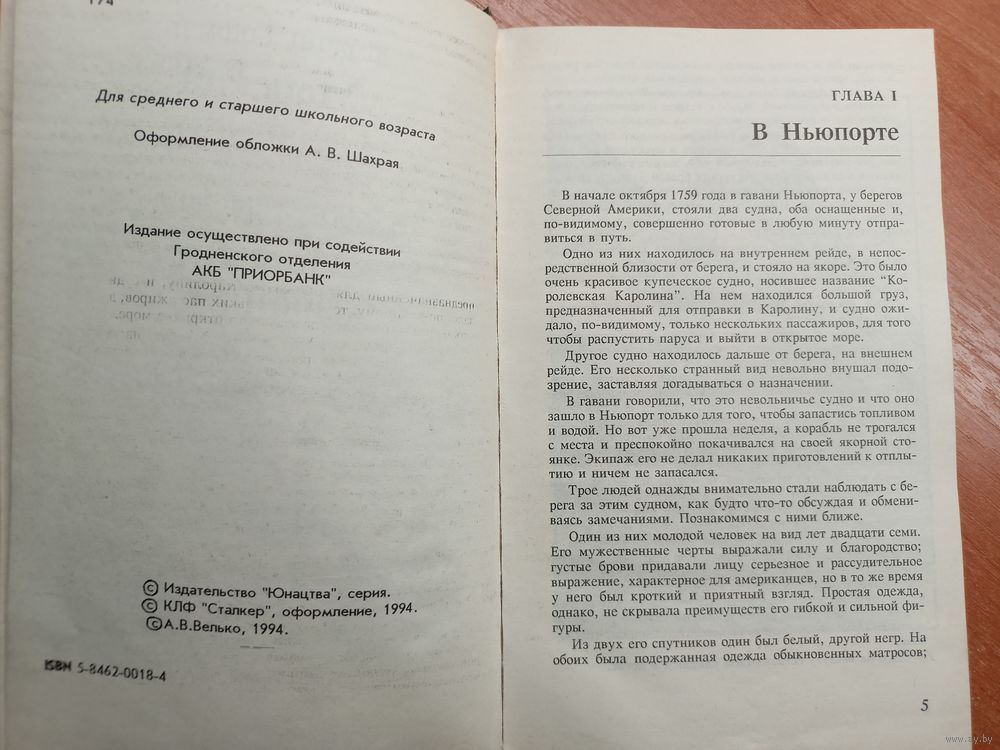 174
Для среднего и старшего школьного возраста
Оформление обложки А. В. Шахрая
Издание осуществлено при содействии
Гродненского отделения
АКБ "ПРИОРБАНК"
© Издательство "Юнацтва", серия.
© КЛФ "Сталкер", оформление, 1994.
©А.В.Велько, 1994.
ISBN 5-8462-0018-4
ГЛАВА I
В Ньюпорте
В начале октября 1759 года в гавани Ньюпорта, у берегов
Северной Америки, стояли два судна, оба оснащенные и,
по-видимому, совершенно готовые в любую минуту отпра-
виться в путь.
Одно из них находилось на внутреннем рейде, в непос-
редственной близости от берега, и стояло на якоре. Это было
очень красивое купеческое судно, носившее название “Ко-
ролевская Каролина”. На нем находился большой груз,
предназначенный для отправки в Каролину, и судно ожи-
дало, по-видимому, только нескольких пассажиров, для того
чтобы распустить паруса и выйти в открытое море.
Другое судно находилось дальше от берега, на внешнем
рейде. Его несколько странный вид невольно внушал подо-
зрение, заставляя догадываться о назначении.
В гавани говорили, что это невольничье судно и что оно
зашло в Ньюпорт только для того, чтобы запастись топливом
и водой. Но вот уже прошла неделя, а корабль не трогался
с места и преспокойно покачивался на своей якорной сто-
янке. Экипаж его не делал никаких приготовлений к отплы-
тию и ничем не запасался.
Трое людей однажды внимательно стали наблюдать с бе-
рега за этим судном, как будто что-то обсуждая и обмени-
ваясь замечаниями. Познакомимся с ними ближе.
Один из них молодой человек на вид лет двадцати семи.
Его мужественные черты выражали силу и благородство;
густые брови придавали лицу серьезное и рассудительное
выражение, характерное для американцев, но в то же время
у него был кроткий и приятный взгляд. Простая одежда,
однако, не скрывала преимуществ его гибкой и сильной фи-
гуры.
Из двух его спутников один был белый, другой негр. На
обоих была подержанная одежда обыкновенных матросов;
5
www.ay.by